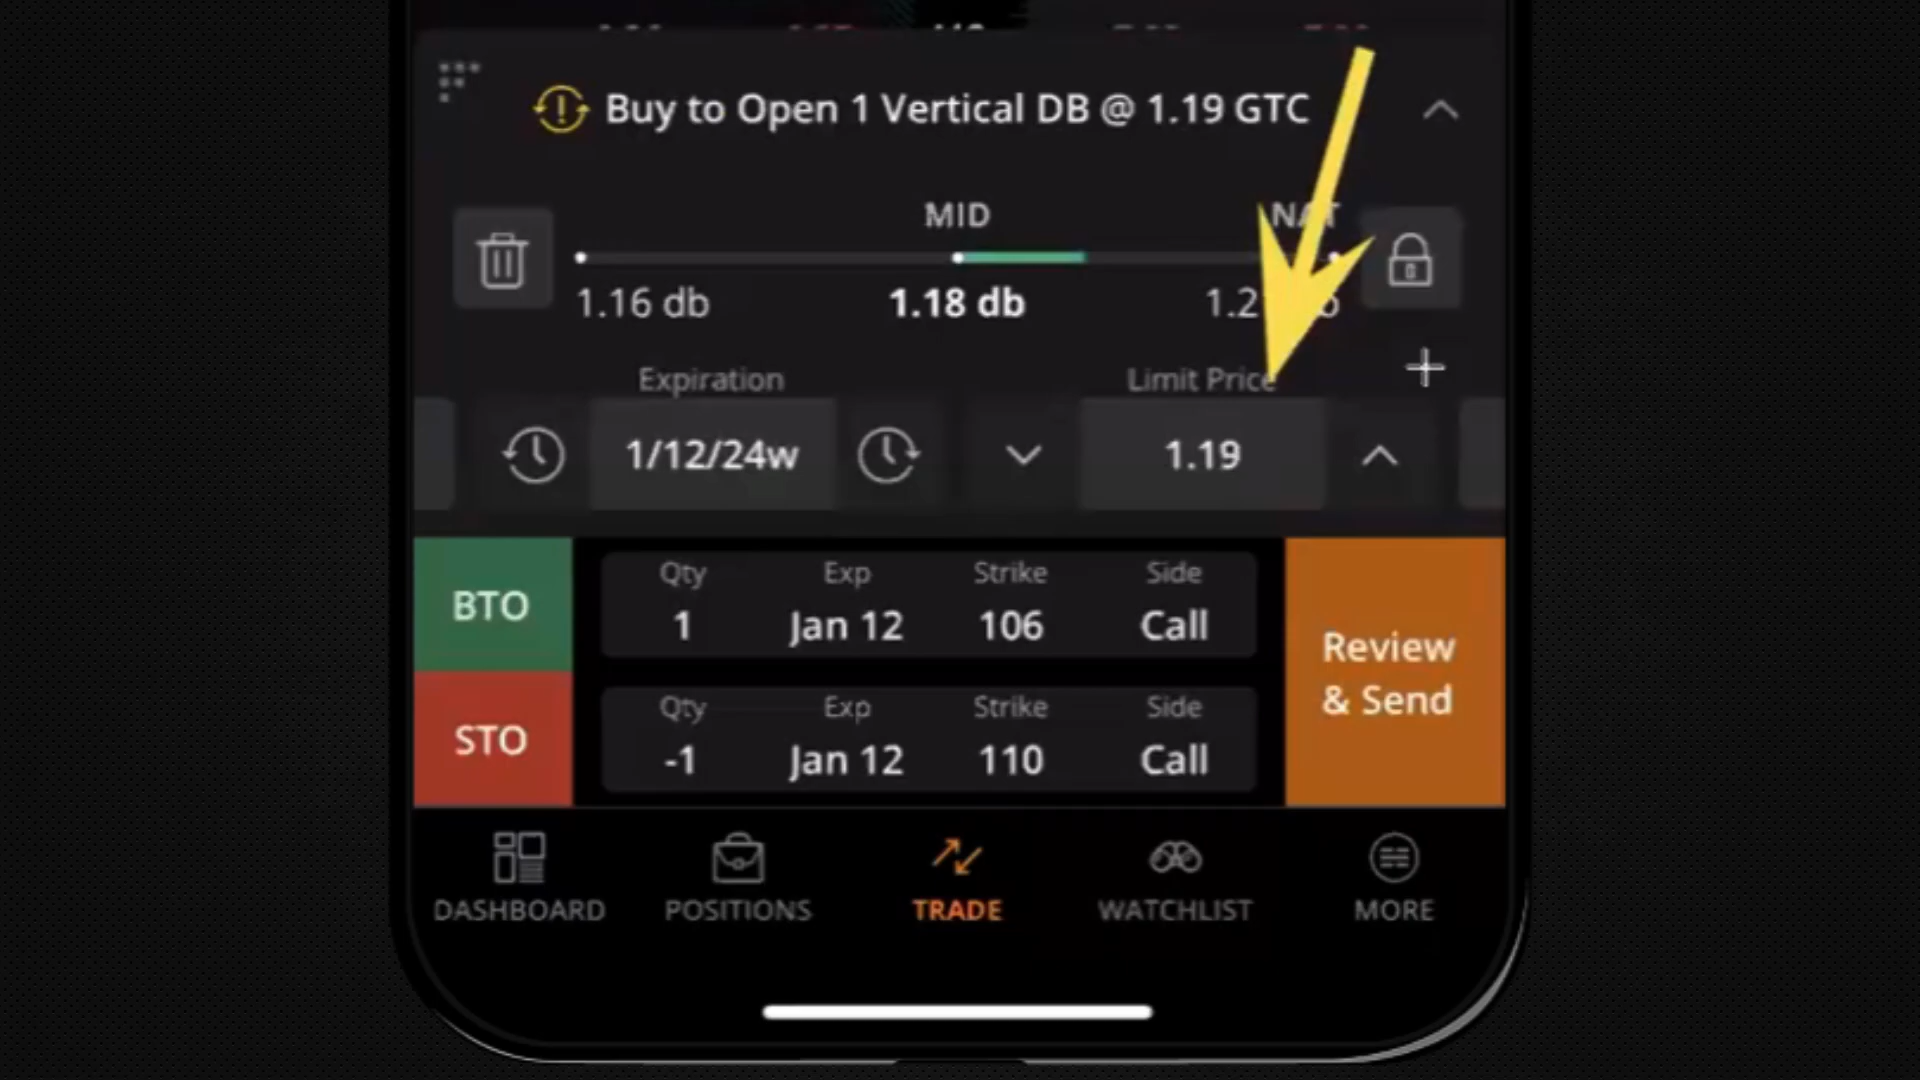 Buy to Open 1 Vertical DB @ 1.19 GTC
MID
1.16 db 1.18 db
Expiration Limit Price
1/12/24w 1.19
BTO
Qty Exp Strike Side
1 Jan 12 106 Call
STO
Qty Exp Strike Side
-1 Jan 12 110 Call
Review
& Send
DASHBOARD POSITIONS TRADE WATCHLIST MORE